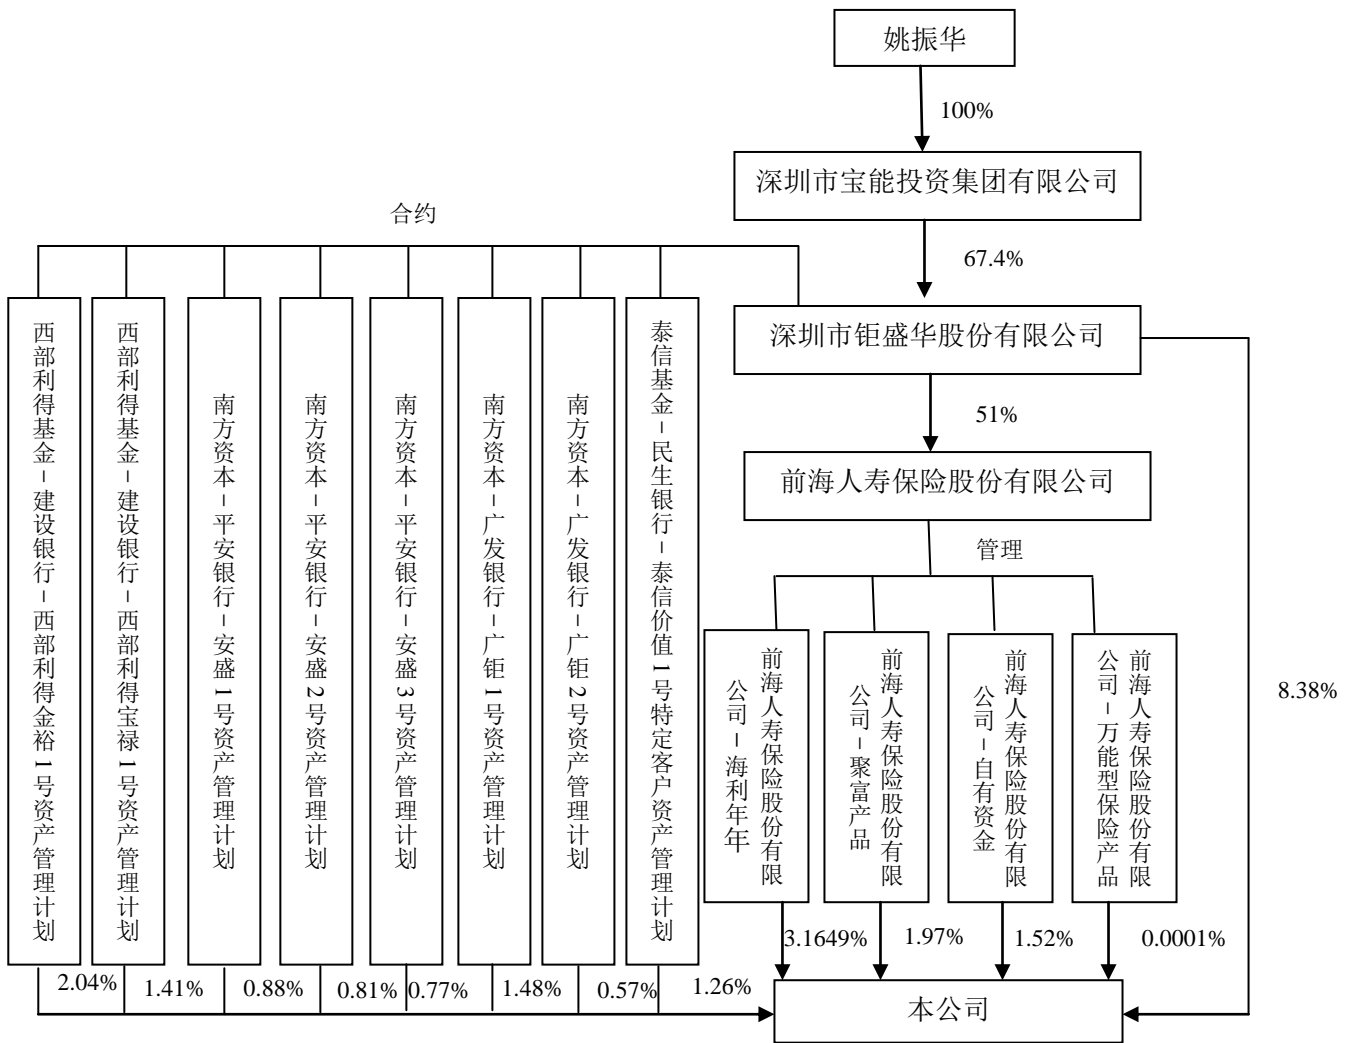 姚振华
100%
深圳市宝能投资集团有限公司
合约
67.4%
深圳市钜盛华股份有限公司
51%
前海人寿保险股份有限公司
管理
西部利得基金－建设银行－西部利得金裕1号资产管理计划
西部利得基金－建设银行－西部利得宝禄1号资产管理计划
南方资本－平安银行－安盛1号资产管理计划
南方资本－平安银行－安盛2号资产管理计划
南方资本－平安银行－安盛3号资产管理计划
南方资本－广发银行－广钜1号资产管理计划
南方资本－广发银行－广钜2号资产管理计划
泰信基金－民生银行－泰信价值1号特定客户资产管理计划
前海人寿保险股份有限
公司－海利年年
前海人寿保险股份有限
公司－聚富产品
前海人寿保险股份有限
公司－自有资金
前海人寿保险股份有限
公司－万能型保险产品
8.38%
3.1649%
1.97%
1.52%
0.0001%
2.04%
1.41%
0.88%
0.81%
0.77%
1.48%
0.57%
1.26%
本公司